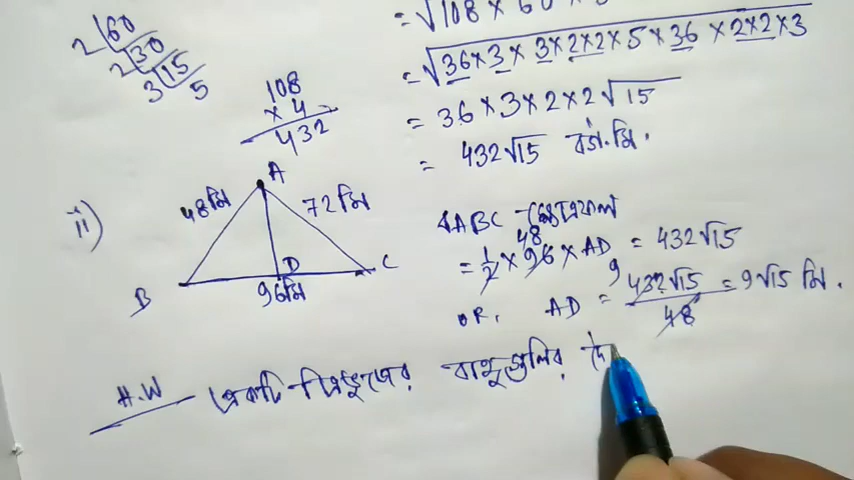 = √108 × 60 ×
= √36×3 × 3×2×2×5×36×2×2×3
= 36×3×2×2√15
= 432√15 বর্গ. মি.
2 | 60
2 | 30
3 | 15
5
108
× 4
432
ii)
A
48মি
72মি
B
D
C
96মি
ΔABC ক্ষেত্রফল
= 1/2 × 96 × AD = 432√15
48
or, AD = 432√15/48 = 9√15 মি.
9
H.W একটি ত্রিভুজের বাহুগুলির দৈ